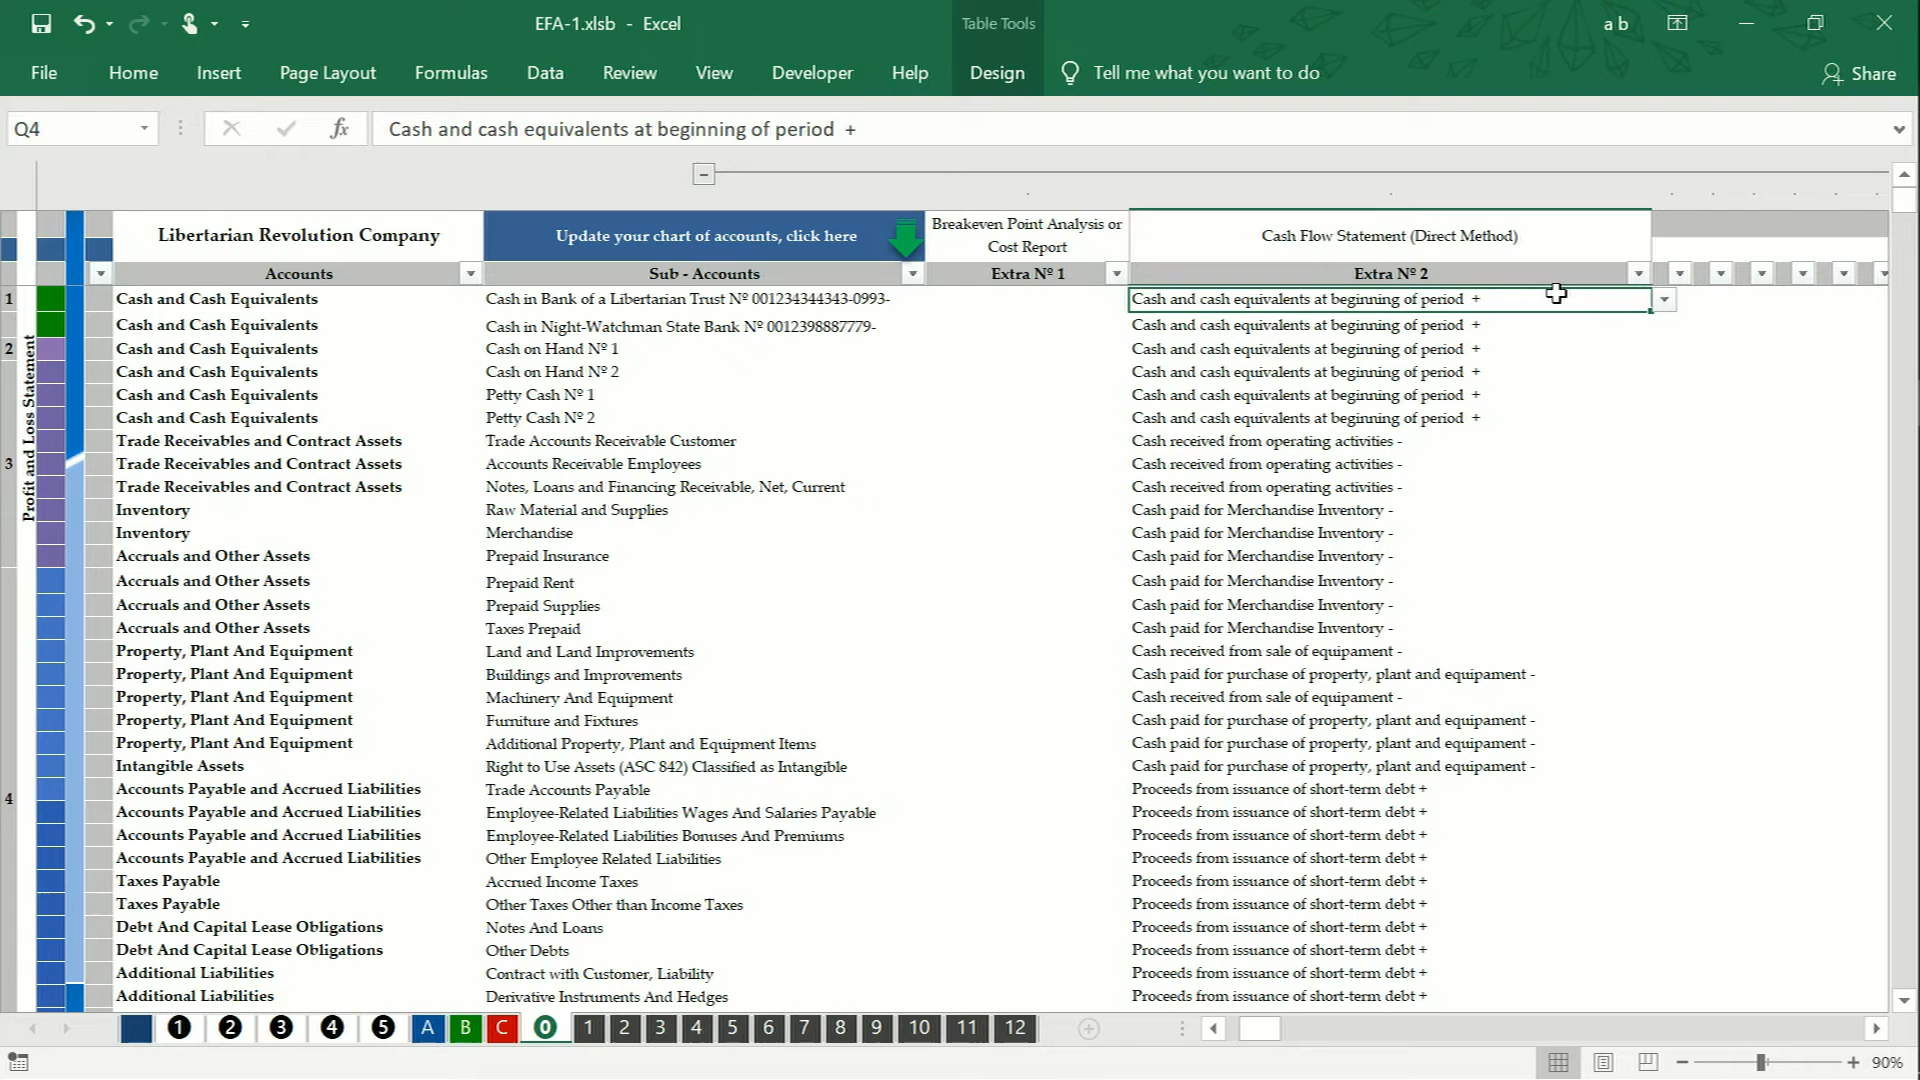 EFA-1.xlsb - Excel
Table Tools
a b
File Home Insert Page Layout Formulas Data Review View Developer Help Design Tell me what you want to do Share
Q4 fx Cash and cash equivalents at beginning of period +
Libertarian Revolution Company
Update your chart of accounts, click here
Breakeven Point Analysis or
Cost Report
Cash Flow Statement (Direct Method)
Accounts Sub - Accounts Extra Nº 1 Extra Nº 2
Profit and Loss Statement
1 Cash and Cash Equivalents Cash in Bank of a Libertarian Trust Nº 001234344343-0993- Cash and cash equivalents at beginning of period +
Cash and Cash Equivalents Cash in Night-Watchman State Bank Nº 0012398887779- Cash and cash equivalents at beginning of period +
2 Cash and Cash Equivalents Cash on Hand Nº 1 Cash and cash equivalents at beginning of period +
Cash and Cash Equivalents Cash on Hand Nº 2 Cash and cash equivalents at beginning of period +
Cash and Cash Equivalents Petty Cash Nº 1 Cash and cash equivalents at beginning of period +
Cash and Cash Equivalents Petty Cash Nº 2 Cash and cash equivalents at beginning of period +
Trade Receivables and Contract Assets Trade Accounts Receivable Customer Cash received from operating activities -
3 Trade Receivables and Contract Assets Accounts Receivable Employees Cash received from operating activities -
Trade Receivables and Contract Assets Notes, Loans and Financing Receivable, Net, Current Cash received from operating activities -
Inventory Raw Material and Supplies Cash paid for Merchandise Inventory -
Inventory Merchandise Cash paid for Merchandise Inventory -
Accruals and Other Assets Prepaid Insurance Cash paid for Merchandise Inventory -
Accruals and Other Assets Prepaid Rent Cash paid for Merchandise Inventory -
Accruals and Other Assets Prepaid Supplies Cash paid for Merchandise Inventory -
Accruals and Other Assets Taxes Prepaid Cash paid for Merchandise Inventory -
Property, Plant And Equipment Land and Land Improvements Cash received from sale of equipament -
Property, Plant And Equipment Buildings and Improvements Cash paid for purchase of property, plant and equipament -
Property, Plant And Equipment Machinery And Equipment Cash received from sale of equipament -
Property, Plant And Equipment Furniture and Fixtures Cash paid for purchase of property, plant and equipament -
Property, Plant And Equipment Additional Property, Plant and Equipment Items Cash paid for purchase of property, plant and equipament -
Intangible Assets Right to Use Assets (ASC 842) Classified as Intangible Cash paid for purchase of property, plant and equipament -
Accounts Payable and Accrued Liabilities Trade Accounts Payable Proceeds from issuance of short-term debt +
4 Accounts Payable and Accrued Liabilities Employee-Related Liabilities Wages And Salaries Payable Proceeds from issuance of short-term debt +
Accounts Payable and Accrued Liabilities Employee-Related Liabilities Bonuses And Premiums Proceeds from issuance of short-term debt +
Accounts Payable and Accrued Liabilities Other Employee Related Liabilities Proceeds from issuance of short-term debt +
Taxes Payable Accrued Income Taxes Proceeds from issuance of short-term debt +
Taxes Payable Other Taxes Other than Income Taxes Proceeds from issuance of short-term debt +
Debt And Capital Lease Obligations Notes And Loans Proceeds from issuance of short-term debt +
Debt And Capital Lease Obligations Other Debts Proceeds from issuance of short-term debt +
Additional Liabilities Contract with Customer, Liability Proceeds from issuance of short-term debt +
Additional Liabilities Derivative Instruments And Hedges Proceeds from issuance of short-term debt +
1 2 3 4 5 A B C 0 1 2 3 4 5 6 7 8 9 10 11 12
90%